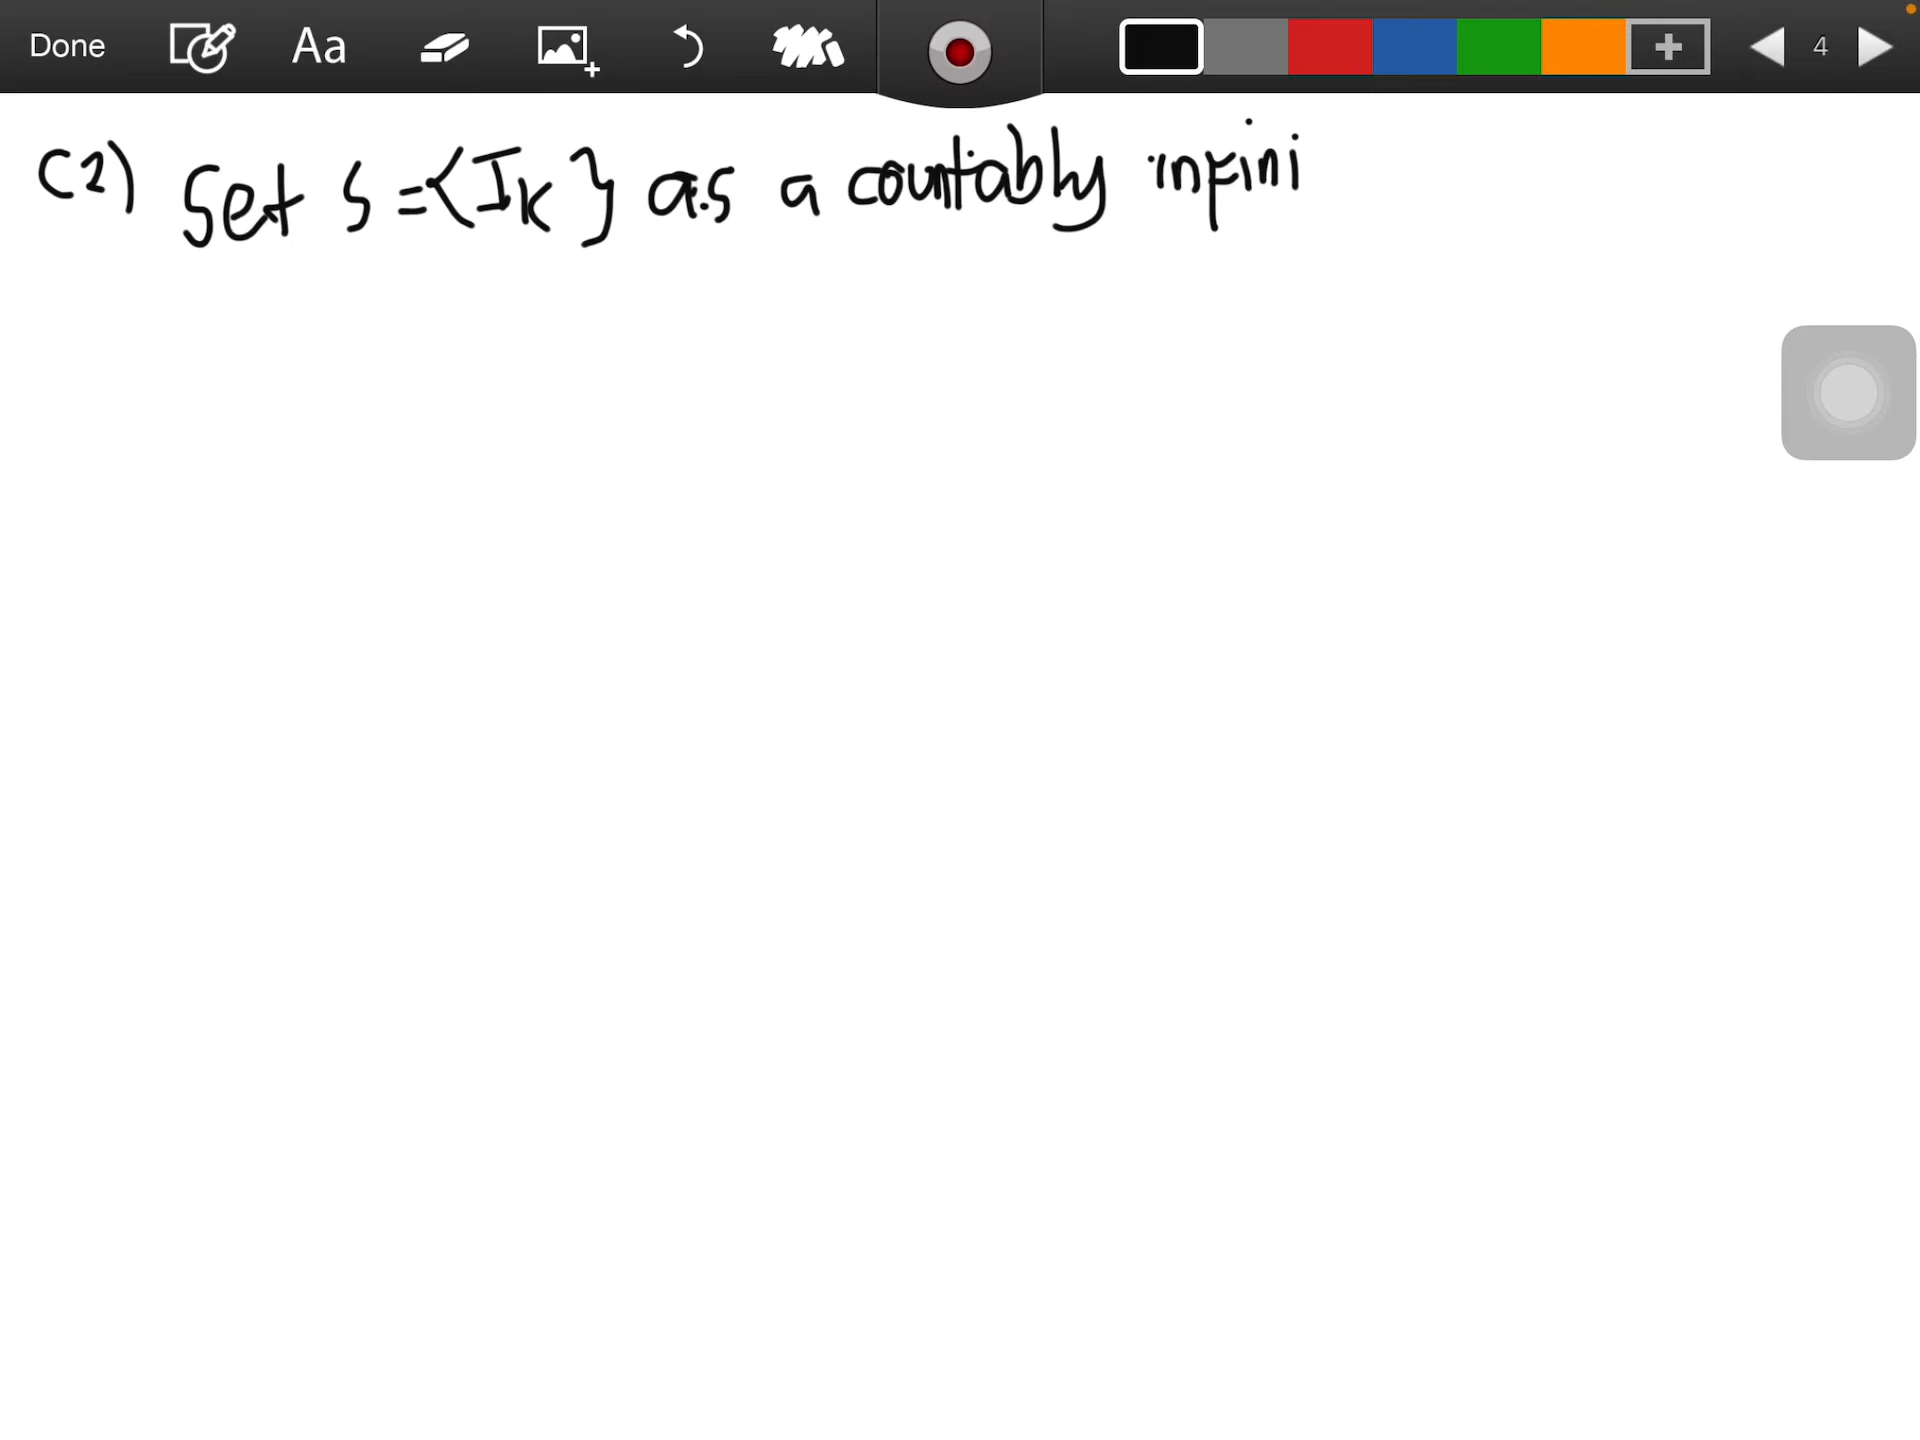 Done Aa 4
(2) Set S = {Ik} as a countably infini